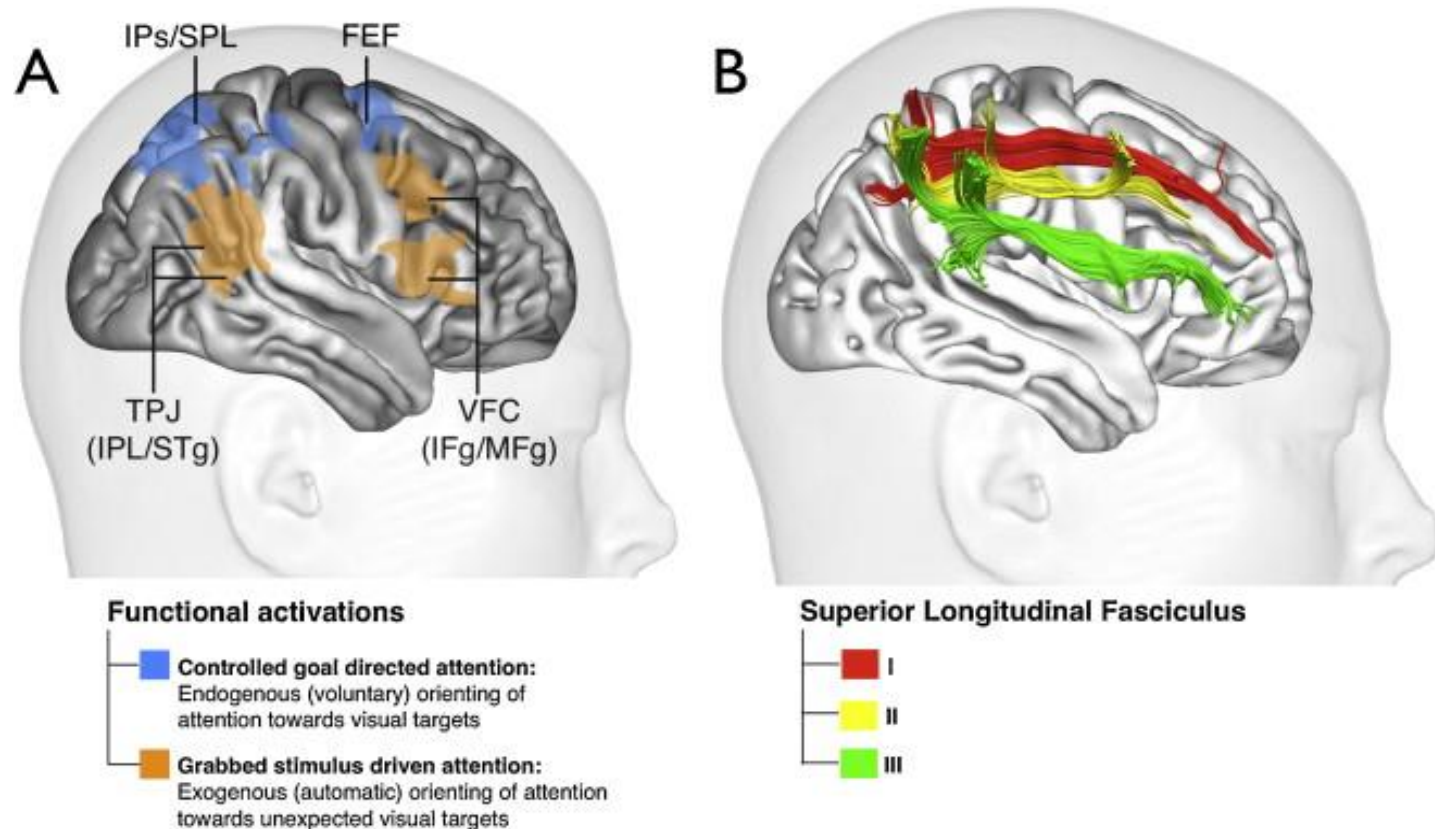 A
IPs/SPL
FEF
TPJ
(IPL/STg)
VFC
(IFg/MFg)
Functional activations
Controlled goal directed attention:
Endogenous (voluntary) orienting of
attention towards visual targets
Grabbed stimulus driven attention:
Exogenous (automatic) orienting of attention
towards unexpected visual targets
B
Superior Longitudinal Fasciculus
I
II
III